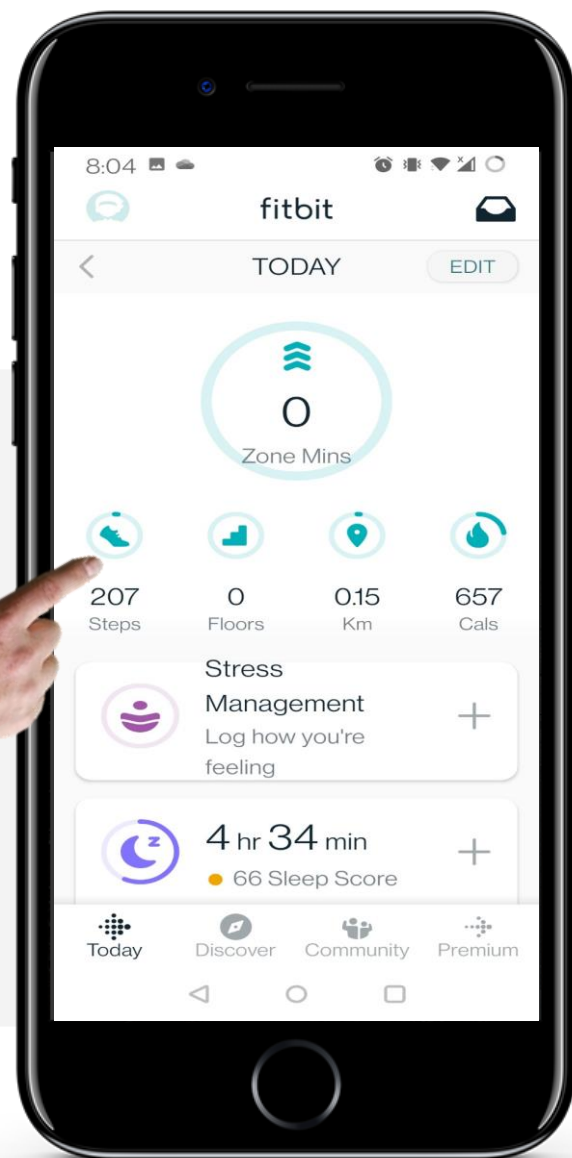 8:04
fitbit
TODAY
EDIT
0
Zone Mins
207 0 0.15 657
Steps Floors Km Cals
Stress
Management
Log how you're
feeling
4 hr 34 min
66 Sleep Score
Today Discover Community Premium